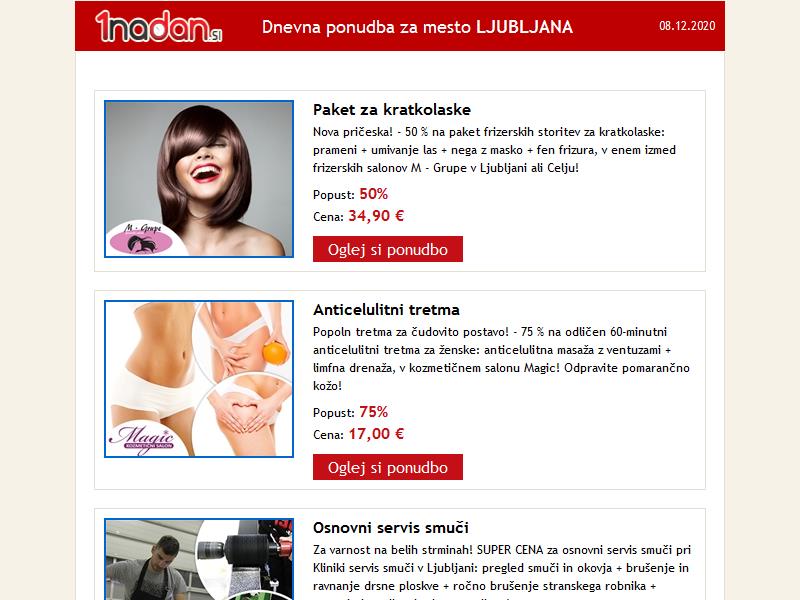 1nadan.SI
Dnevna ponudba za mesto LJUBLJANA
08.12.2020
Paket za kratkolaske
Nova pričeska! - 50 % na paket frizerskih storitev za kratkolaske:
prameni + umivanje las + nega z masko + fen frizura, v enem izmed
frizerskih salonov M - Grupe v Ljubljani ali Celju!
Popust: 50%
Cena: 34,90 €
Oglej si ponudbo
M - Grupe
Anticelulitni tretma
Popoln tretma za čudovito postavo! - 75 % na odličen 60-minutni
anticelulitni tretma za ženske: anticelulitna masaža z ventuzami +
limfna drenaža, v kozmetičnem salonu Magic! Odpravite pomarančno
kožo!
Popust: 75%
Cena: 17,00 €
Oglej si ponudbo
Magic
KOZMETIČNI SALON
Osnovni servis smuči
Za varnost na belih strminah! SUPER CENA za osnovni servis smuči pri
Kliniki servis smuči v Ljubljani: pregled smuči in okovja + brušenje in
ravnanje drsne ploskve + ročno brušenje stranskega robnika +